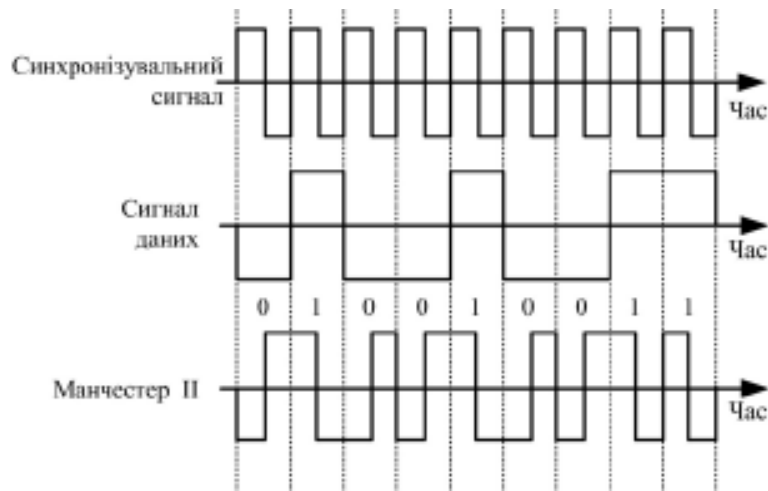 Синхронізувальний
сигнал
Час
Сигнал
даних
Час
0 1 0 0 1 0 0 1 1
Манчестер II
Час